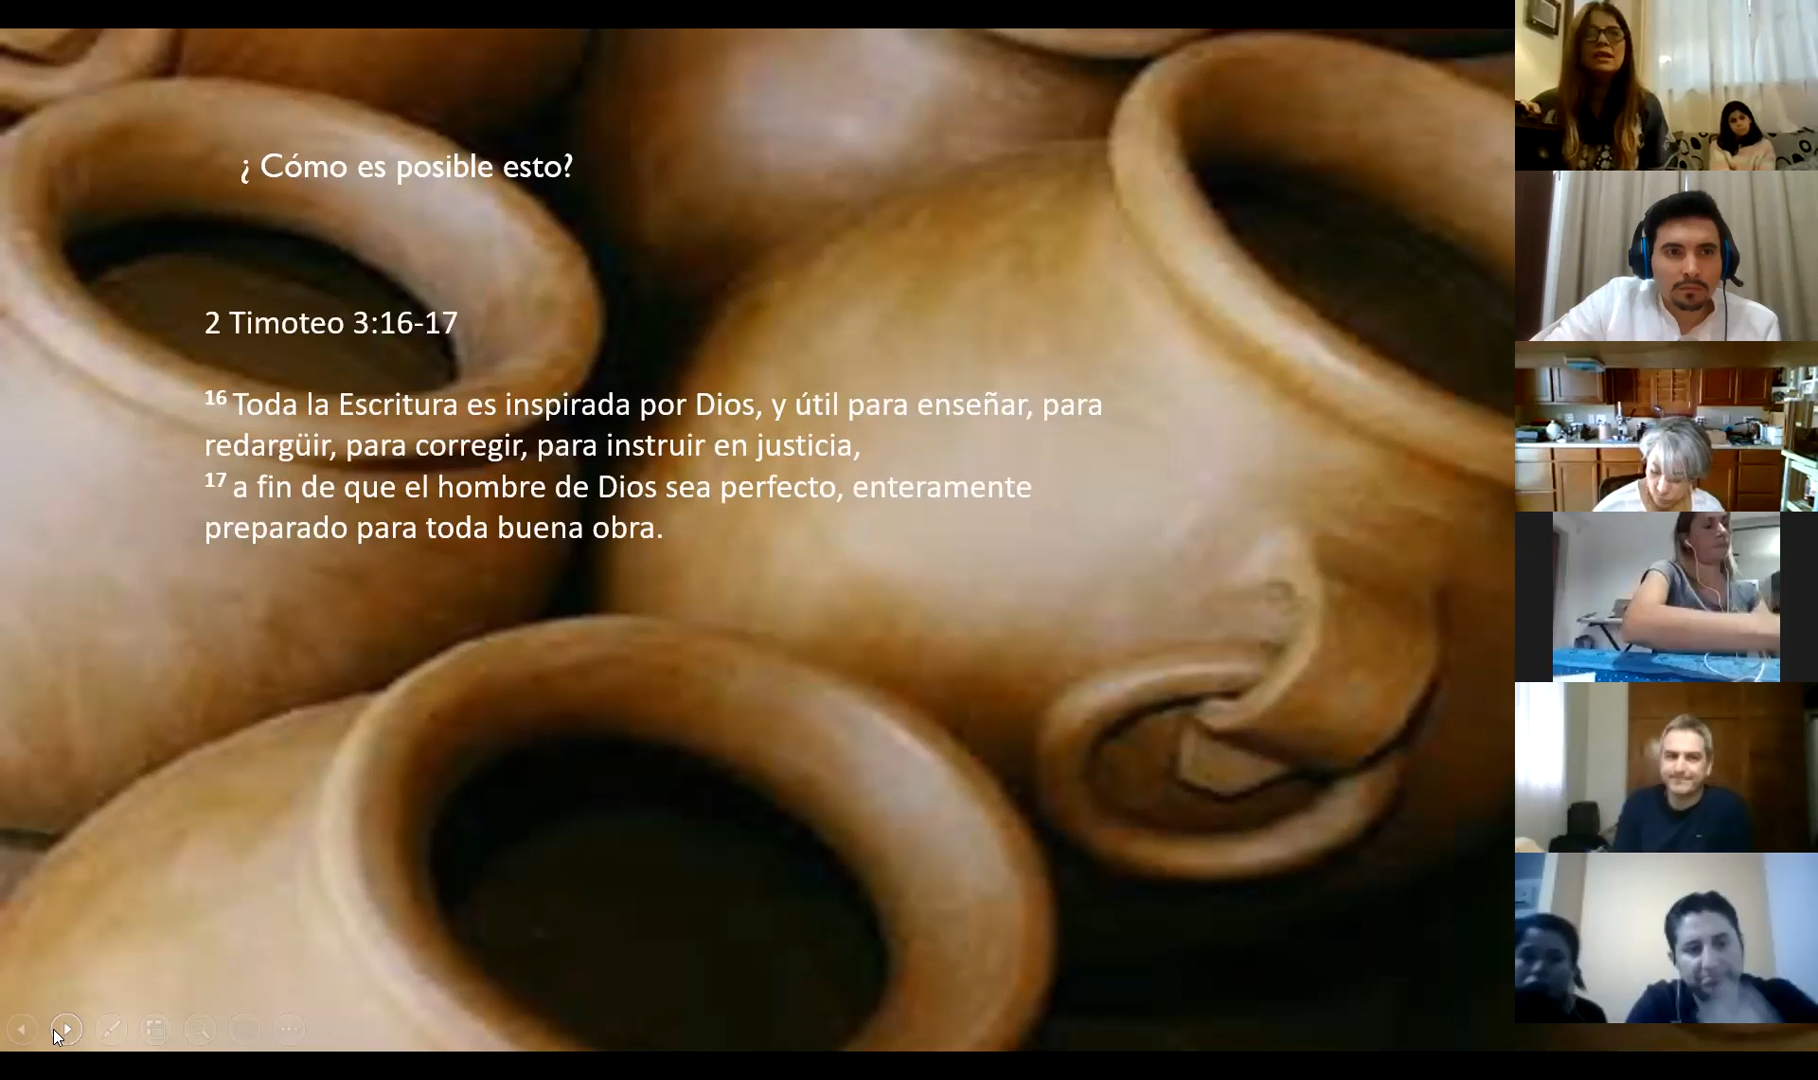 ¿ Cómo es posible esto?
2 Timoteo 3:16-17
16 Toda la Escritura es inspirada por Dios, y útil para enseñar, para
redargüir, para corregir, para instruir en justicia,
17 a fin de que el hombre de Dios sea perfecto, enteramente
preparado para toda buena obra.